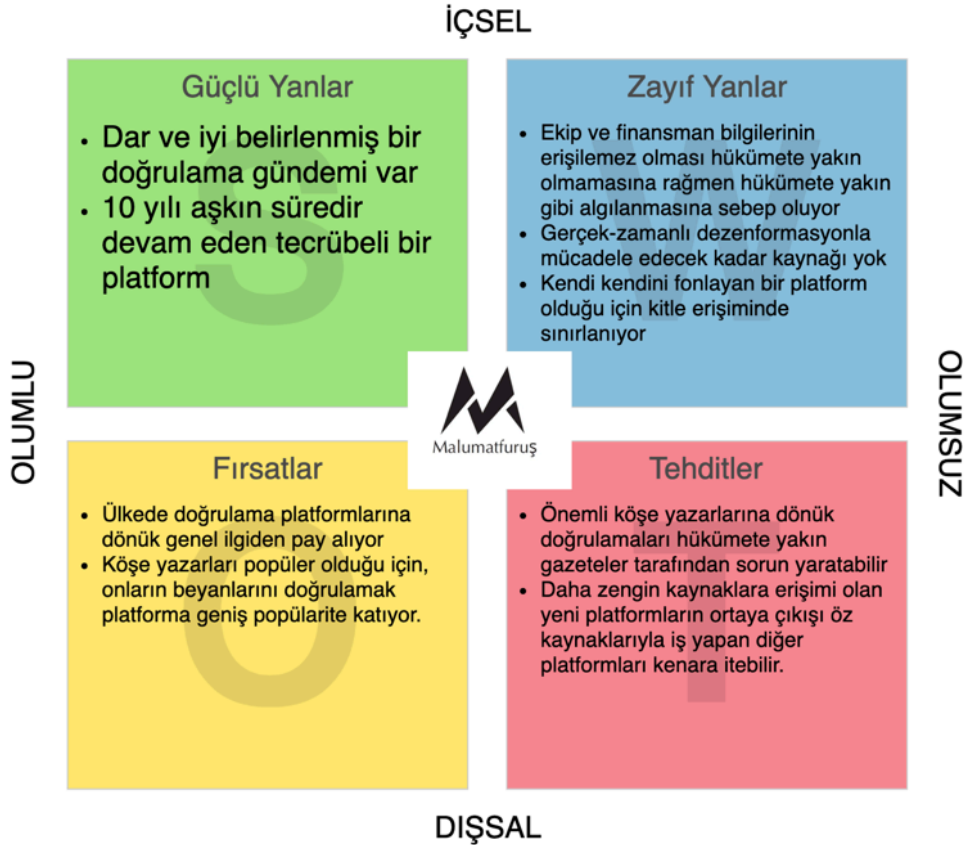 İÇSEL
Güçlü Yanlar
• Dar ve iyi belirlenmiş bir
doğrulama gündemi var
• 10 yılı aşkın süredir
devam eden tecrübeli bir
platform
S
Zayıf Yanlar
• Ekip ve finansman bilgilerinin
erişilemez olması hükümete yakın
olmamasına rağmen hükümete yakın
gibi algılanmasına sebep oluyor
• Gerçek-zamanlı dezenformasyonla
mücadele edecek kadar kaynağı yok
• Kendi kendini fonlayan bir platform
olduğu için kitle erişiminde
sınırlanıyor
W
OLUMLU
Malumatfuruş
OLUMSUZ
Fırsatlar
• Ülkede doğrulama platformlarına
dönük genel ilgiden pay alıyor
• Köşe yazarları popüler olduğu için,
onların beyanlarını doğrulamak
platforma geniş popülarite katıyor.
O
Tehditler
• Önemli köşe yazarlarına dönük
doğrulamaları hükümete yakın
gazeteler tarafından sorun yaratabilir
• Daha zengin kaynaklara erişimi olan
yeni platformların ortaya çıkışı öz
kaynaklarıyla iş yapan diğer
platformları kenara itebilir.
T
DIŞSAL